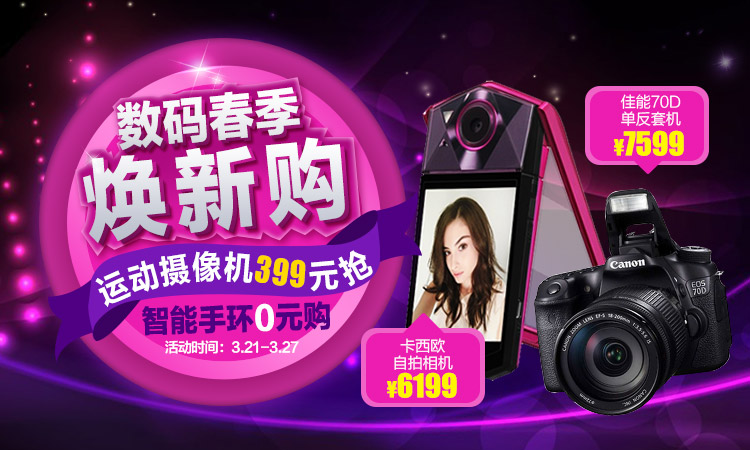 数码春季
焕新购
运动摄像机399元抢
智能手环0元购
活动时间：3.21-3.27
佳能70D
单反套机
¥7599
卡西欧
自拍相机
¥6199
Canon
EOS
70D